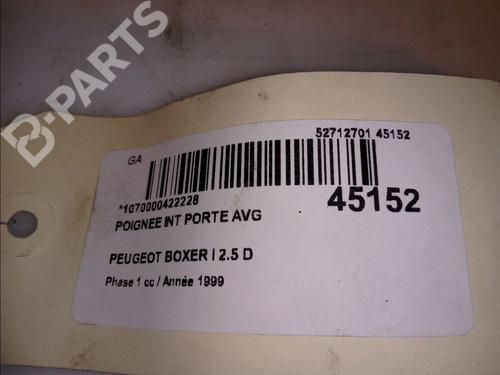 B-PARTS
GA
52712701 45152
*1070000422228
45152
POIGNEE INT PORTE AVG
PEUGEOT BOXER I 2.5 D
Phase 1 cc / Année 1999